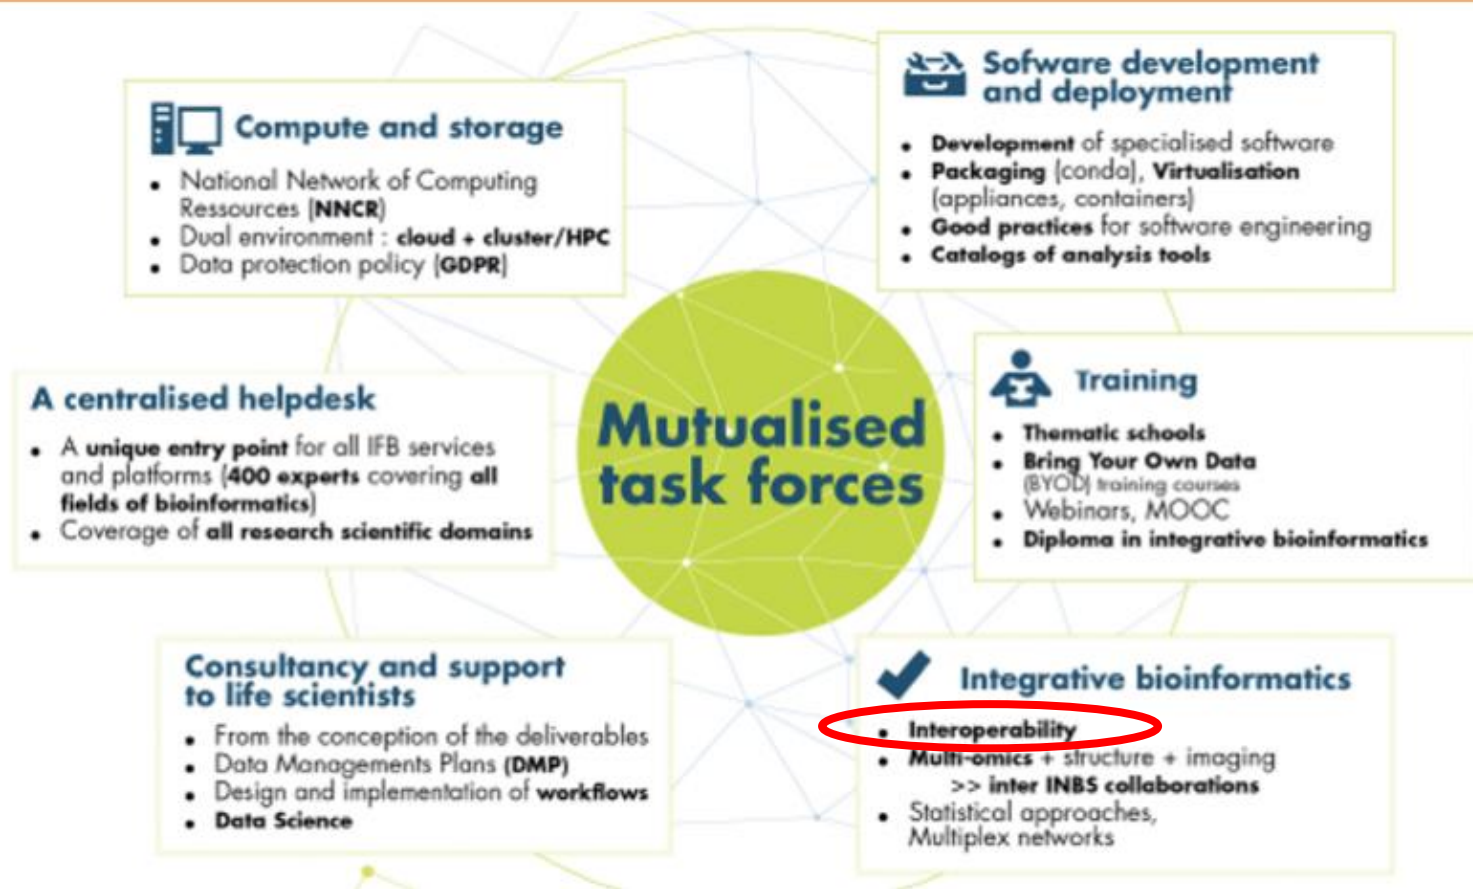 Compute and storage
• National Network of Computing
Ressources (NNCR)
• Dual environment : cloud + cluster/HPC
• Data protection policy (GDPR)
Sofware development
and deployment
• Development of specialised software
• Packaging (conda), Virtualisation
(appliances, containers)
• Good practices for software engineering
• Catalogs of analysis tools
A centralised helpdesk
• A unique entry point for all IFB services
and platforms (400 experts covering all
fields of bioinformatics)
• Coverage of all research scientific domains
Mutualised
task forces
Training
• Thematic schools
• Bring Your Own Data
(BYOD) training courses
• Webinars, MOOC
• Diploma in integrative bioinformatics
Consultancy and support
to life scientists
• From the conception of the deliverables
• Data Managements Plans (DMP)
• Design and implementation of workflows
• Data Science
Integrative bioinformatics
• Interoperability
• Multi-omics + structure + imaging
>> inter INBS collaborations
• Statistical approaches,
Multiplex networks